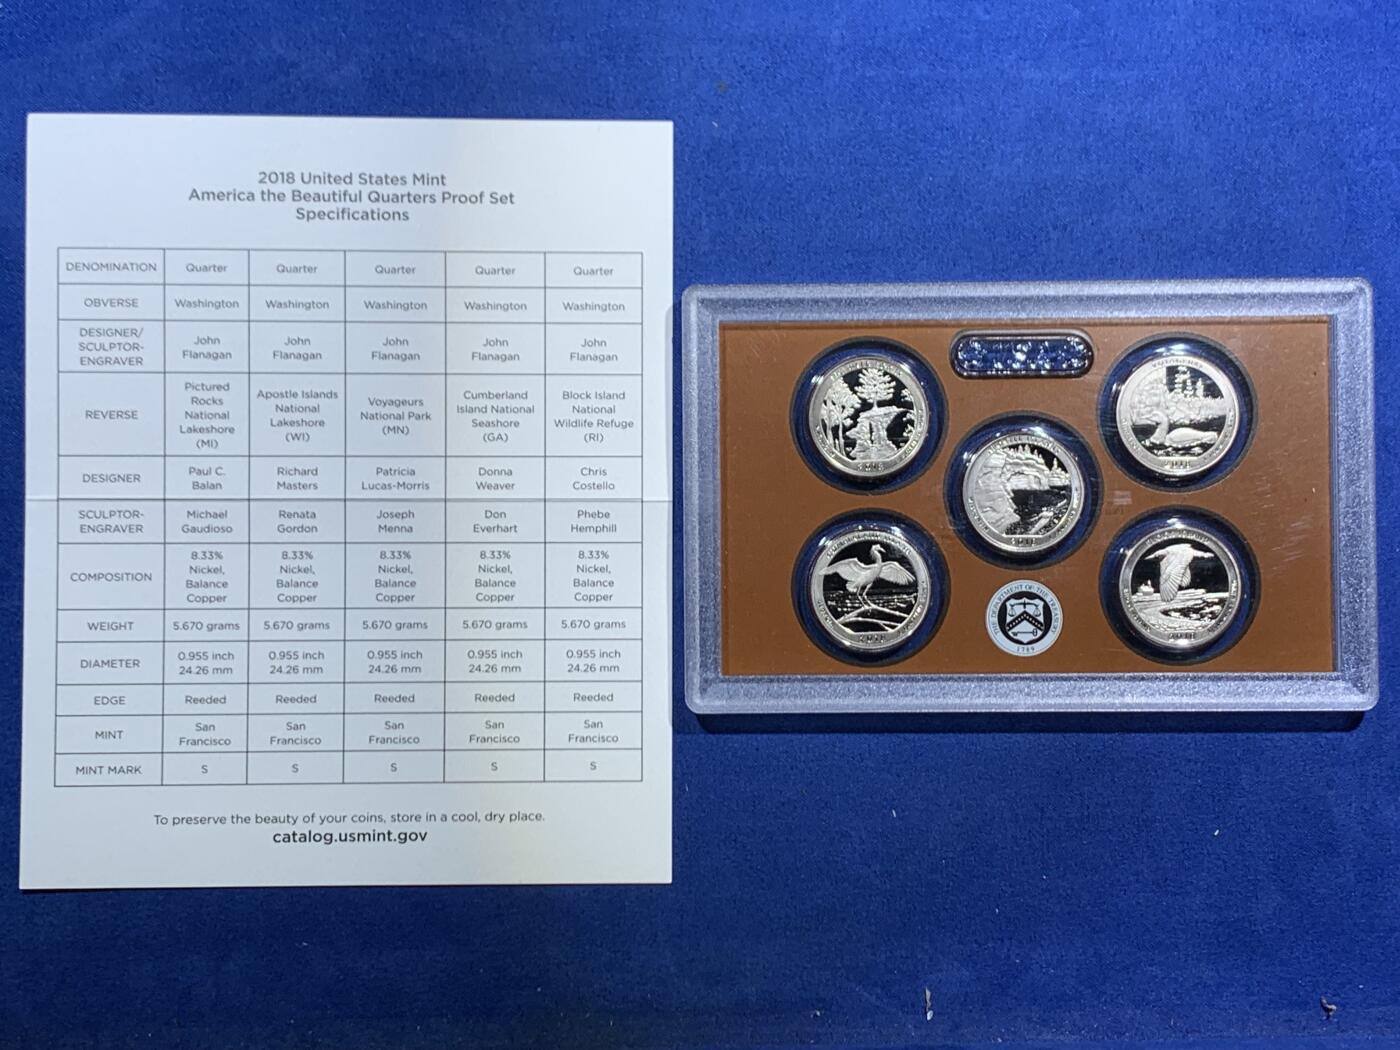 2018 United States Mint
America the Beautiful Quarters Proof Set
Specifications
DENOMINATION Quarter Quarter Quarter Quarter Quarter
OBVERSE Washington Washington Washington Washington Washington
DESIGNER/
SCULPTOR-
ENGRAVER
John
Flanagan
John
Flanagan
John
Flanagan
John
Flanagan
John
Flanagan
REVERSE
Pictured
Rocks
National
Lakeshore
(MI)
Apostle Islands
National
Lakeshore
(WI)
Voyageurs
National Park
(MN)
Cumberland
Island National
Seashore
(GA)
Block Island
National
Wildlife Refuge
(RI)
DESIGNER
Paul C.
Balan
Richard
Masters
Patricia
Lucas-Morris
Donna
Weaver
Chris
Costello
SCULPTOR-
ENGRAVER
Michael
Gaudioso
Renata
Gordon
Joseph
Menna
Don
Everhart
Phebe
Hemphill
COMPOSITION
8.33%
Nickel,
Balance
Copper
8.33%
Nickel,
Balance
Copper
8.33%
Nickel,
Balance
Copper
8.33%
Nickel,
Balance
Copper
8.33%
Nickel,
Balance
Copper
WEIGHT 5.670 grams 5.670 grams 5.670 grams 5.670 grams 5.670 grams
DIAMETER
0.955 inch
24.26 mm
0.955 inch
24.26 mm
0.955 inch
24.26 mm
0.955 inch
24.26 mm
0.955 inch
24.26 mm
EDGE Reeded Reeded Reeded Reeded Reeded
MINT
San
Francisco
San
Francisco
San
Francisco
San
Francisco
San
Francisco
MINT MARK S S S S S
To preserve the beauty of your coins, store in a cool, dry place.
catalog.usmint.gov
2018
VOYAGEURS
2018
2018
2018
2018
THE DEPARTMENT OF THE TREASURY
1789